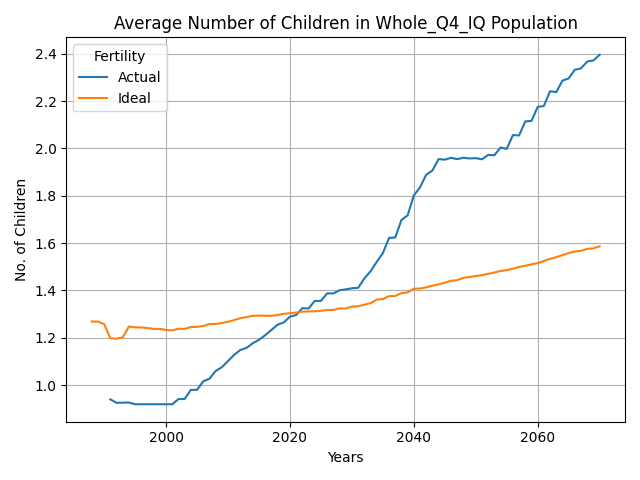 Average Number of Children in Whole_Q4_IQ Population
Fertility
Actual
Ideal
2.4
2.2
2.0
1.8
1.6
1.4
1.2
1.0
No. of Children
2000
2020
2040
2060
Years